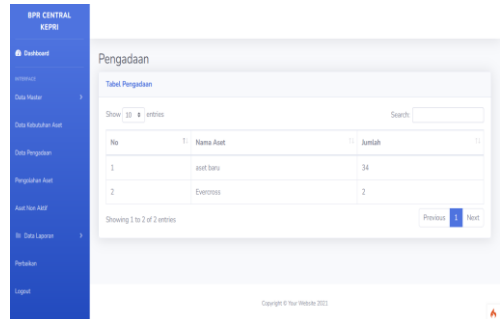 BPR CENTRAL
KEPRI
Dashboard
INTERFACE
Data Master
Data Kebutuhan Aset
Data Pengadaan
Pengolahan Aset
Aset Non Aktif
Data Laporan
Perbaikan
Logout
Pengadaan
Tabel Pengadaan
Show 10 entries
Search:
No Nama Aset Jumlah
1 aset baru 34
2 Evercross 2
Showing 1 to 2 of 2 entries
Previous 1 Next
Copyright © Your Website 2021